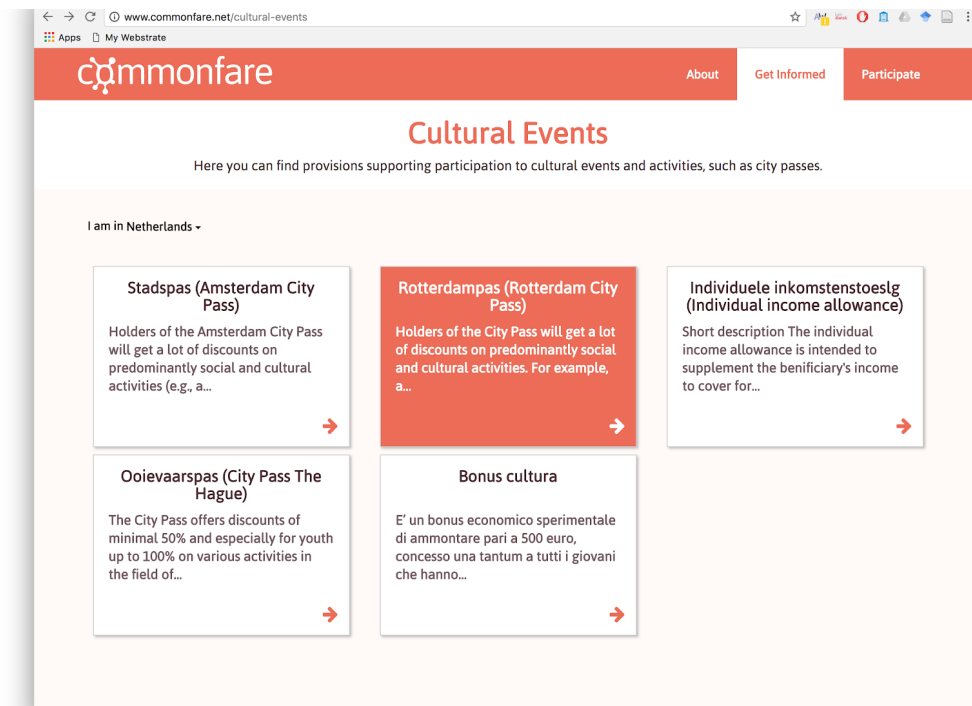 www.commonfare.net/cultural-events
Apps My Webstrate
commonfare
About Get Informed Participate
Cultural Events
Here you can find provisions supporting participation to cultural events and activities, such as city passes.
I am in Netherlands
Stadspas (Amsterdam City
Pass)
Holders of the Amsterdam City Pass
will get a lot of discounts on
predominantly social and cultural
activities (e.g., a...
Rotterdampas (Rotterdam City
Pass)
Holders of the City Pass will get a lot
of discounts on predominantly social
and cultural activities. For example,
a...
Individuele inkomstenstoeslg
(Individual income allowance)
Short description The individual
income allowance is intended to
supplement the benificiary's income
to cover for...
Ooievaarspas (City Pass The
Hague)
The City Pass offers discounts of
minimal 50% and especially for youth
up to 100% on various activities in
the field of...
Bonus cultura
E' un bonus economico sperimentale
di ammontare pari a 500 euro,
concesso una tantum a tutti i giovani
che hanno...